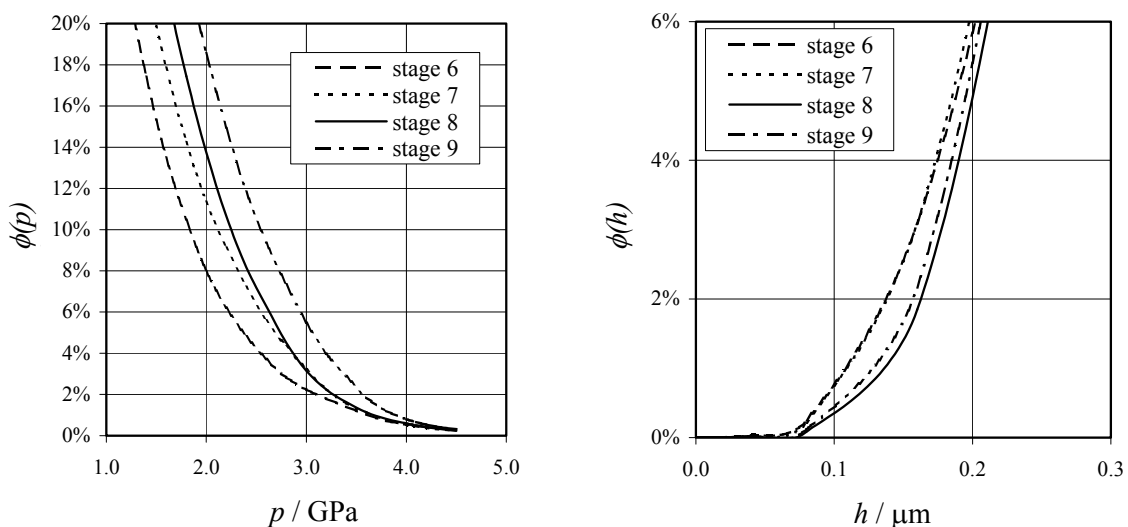 20%
18%
16%
14%
12%
10%
8%
6%
4%
2%
0%
ϕ(p)
1.0 2.0 3.0 4.0 5.0
p / GPa
stage 6
stage 7
stage 8
stage 9
6%
4%
2%
0%
ϕ(h)
0.0 0.1 0.2 0.3
h / μm
stage 6
stage 7
stage 8
stage 9